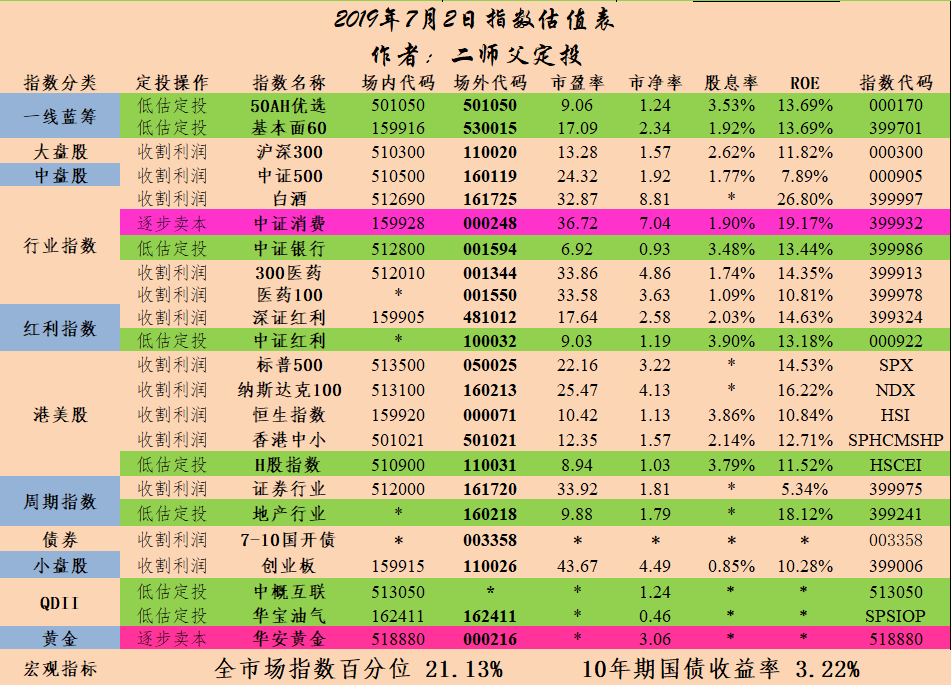 2019年7月2日指数估值表
作者：二师父定投
指数分类 定投操作 指数名称 场内代码 场外代码 市盈率 市净率 股息率 ROE 指数代码
一线蓝筹 低估定投 50AH优选 501050 501050 9.06 1.24 3.53% 13.69% 000170
低估定投 基本面60 159916 530015 17.09 2.34 1.92% 13.69% 399701
大盘股 收割利润 沪深300 510300 110020 13.28 1.57 2.62% 11.82% 000300
中盘股 收割利润 中证500 510500 160119 24.32 1.92 1.77% 7.89% 000905
行业指数 收割利润 白酒 512690 161725 32.87 8.81 * 26.80% 399997
逐步卖本 中证消费 159928 000248 36.72 7.04 1.90% 19.17% 399932
低估定投 中证银行 512800 001594 6.92 0.93 3.48% 13.44% 399986
收割利润 300医药 512010 001344 33.86 4.86 1.74% 14.35% 399913
收割利润 医药100 * 001550 33.58 3.63 1.09% 10.81% 399978
红利指数 收割利润 深证红利 159905 481012 17.64 2.58 2.03% 14.63% 399324
低估定投 中证红利 * 100032 9.03 1.19 3.90% 13.18% 000922
港美股 收割利润 标普500 513500 050025 22.16 3.22 * 14.53% SPX
收割利润 纳斯达克100 513100 160213 25.47 4.13 * 16.22% NDX
收割利润 恒生指数 159920 000071 10.42 1.13 3.86% 10.84% HSI
收割利润 香港中小 501021 501021 12.35 1.57 2.14% 12.71% SPHCMSHP
低估定投 H股指数 510900 110031 8.94 1.03 3.79% 11.52% HSCEI
周期指数 收割利润 证券行业 512000 161720 33.92 1.81 * 5.34% 399975
低估定投 地产行业 * 160218 9.88 1.79 * 18.12% 399241
债券 收割利润 7-10国开债 * 003358 * * * * 003358
小盘股 收割利润 创业板 159915 110026 43.67 4.49 0.85% 10.28% 399006
QDII 低估定投 中概互联 513050 * * 1.24 * * 513050
低估定投 华宝油气 162411 162411 * 0.46 * * SPSIOP
黄金 逐步卖本 华安黄金 518880 000216 * 3.06 * * 518880
宏观指标 全市场指数百分位 21.13% 10年期国债收益率 3.22%